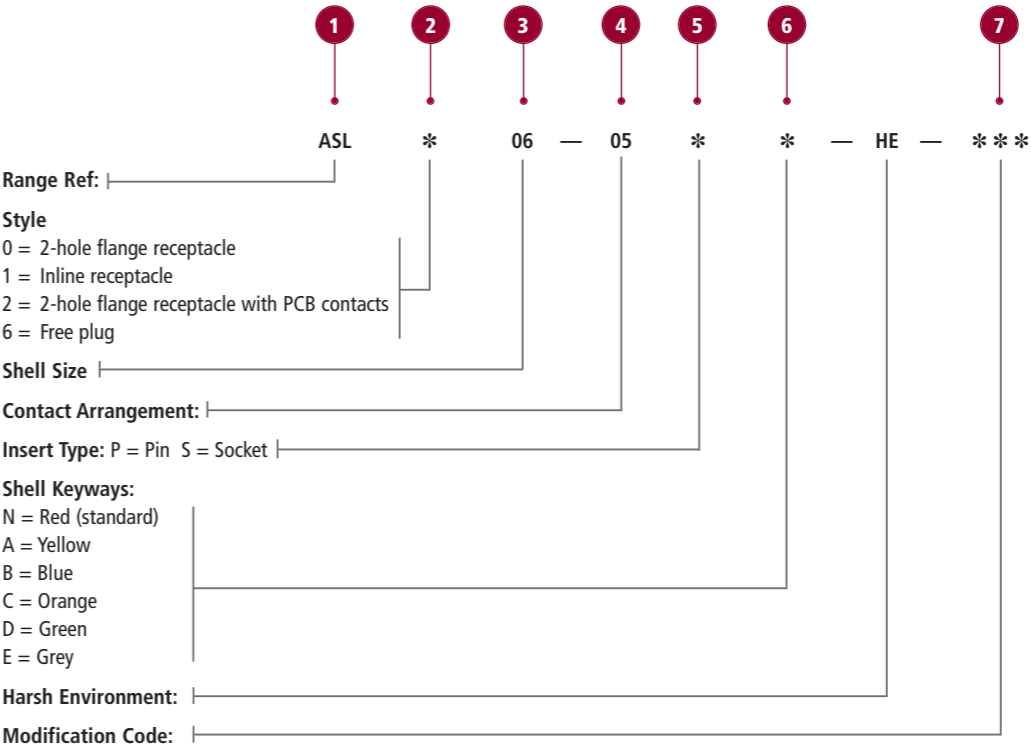 1 2 3 4 5 6 7
ASL * 06 — 05 * * — HE — ***
Range Ref:
Style
0 = 2-hole flange receptacle
1 = Inline receptacle
2 = 2-hole flange receptacle with PCB contacts
6 = Free plug
Shell Size
Contact Arrangement:
Insert Type: P = Pin S = Socket
Shell Keyways:
N = Red (standard)
A = Yellow
B = Blue
C = Orange
D = Green
E = Grey
Harsh Environment:
Modification Code: